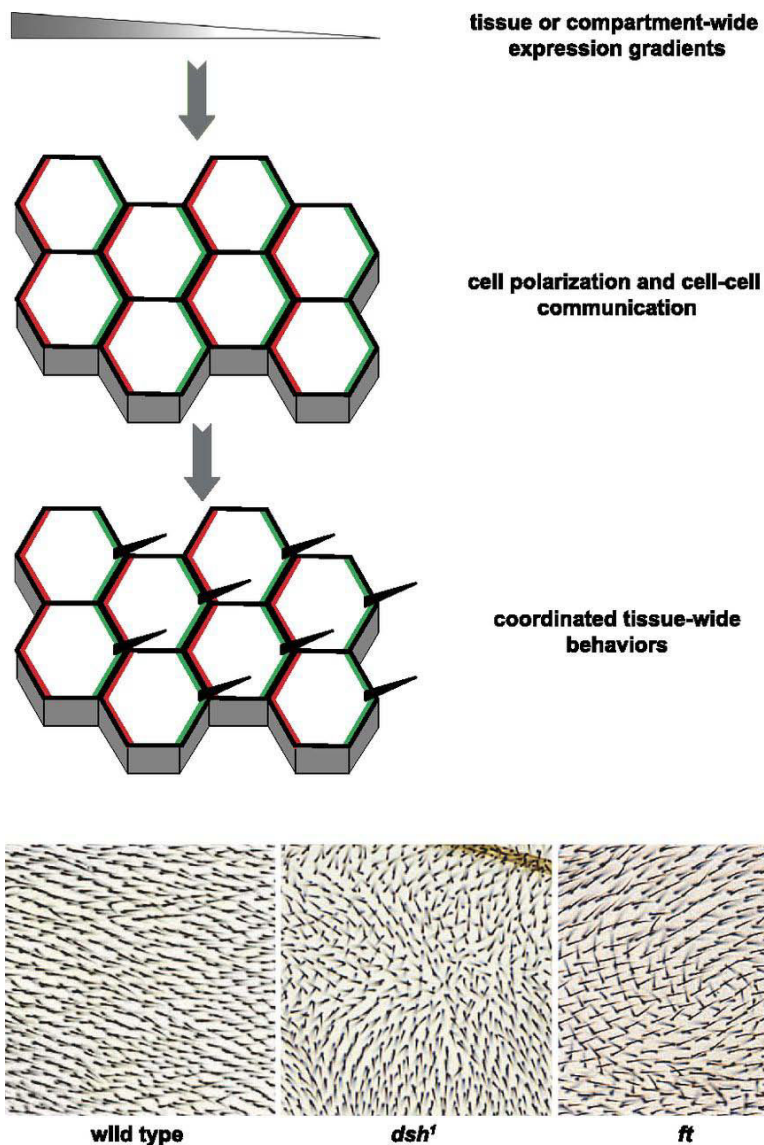 tissue or compartment-wide
expression gradients
cell polarization and cell-cell
communication
coordinated tissue-wide
behaviors
wild type
dsh¹
ft